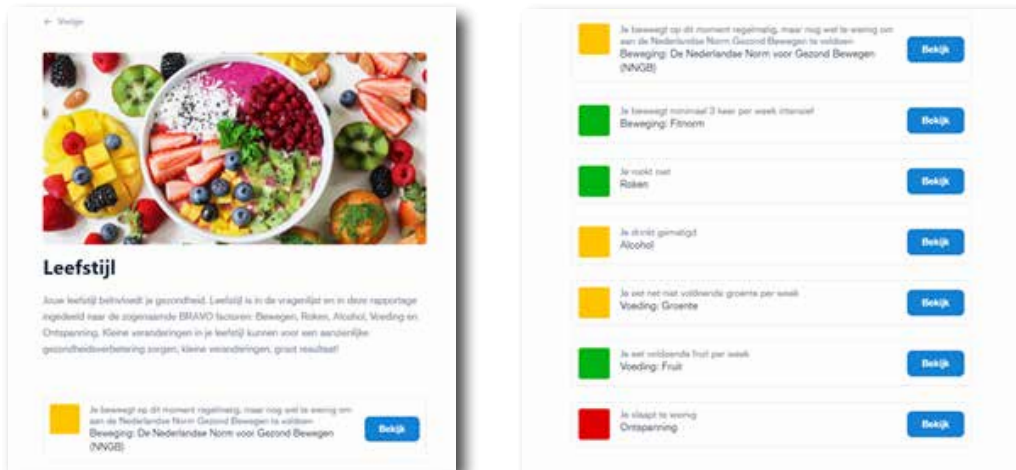 ← Vorige
Leefstijl
Jouw leefstijl beïnvloedt je gezondheid. Leefstijl is in de vragenlijst en in deze rapportage
ingedeeld naar de zogenaamde BRAVO factoren: Bewegen, Roken, Alcohol, Voeding en
Ontspanning. Kleine veranderingen in je leefstijl kunnen voor een aanzienlijke
gezondheidsverbetering zorgen, kleine veranderingen, groot resultaat!
Je beweegt op dit moment regelmatig, maar nog wel te weinig om
aan de Nederlandse Norm Gezond Bewegen te voldoen
Beweging: De Nederlandse Norm voor Gezond Bewegen
(NNGB)
Bekijk
Je beweegt op dit moment regelmatig, maar nog wel te weinig om
aan de Nederlandse Norm Gezond Bewegen te voldoen
Beweging: De Nederlandse Norm voor Gezond Bewegen
(NNGB)
Bekijk
Je beweegt minimaal 3 keer per week intensief
Beweging: Fitnorm
Bekijk
Je rookt niet
Roken
Bekijk
Je drinkt gematigd
Alcohol
Bekijk
Je eet net niet voldoende groente per week
Voeding: Groente
Bekijk
Je eet voldoende fruit per week
Voeding: Fruit
Bekijk
Je slaapt te weinig
Ontspanning
Bekijk